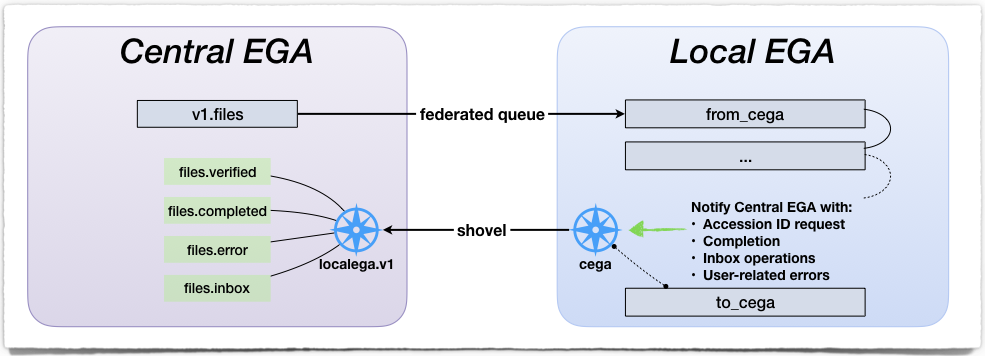 Central EGA
Local EGA
v1.files
federated queue
from_cega
...
files.verified
files.completed
files.error
files.inbox
localega.v1
shovel
cega
Notify Central EGA with:
• Accession ID request
• Completion
• Inbox operations
• User-related errors
to_cega